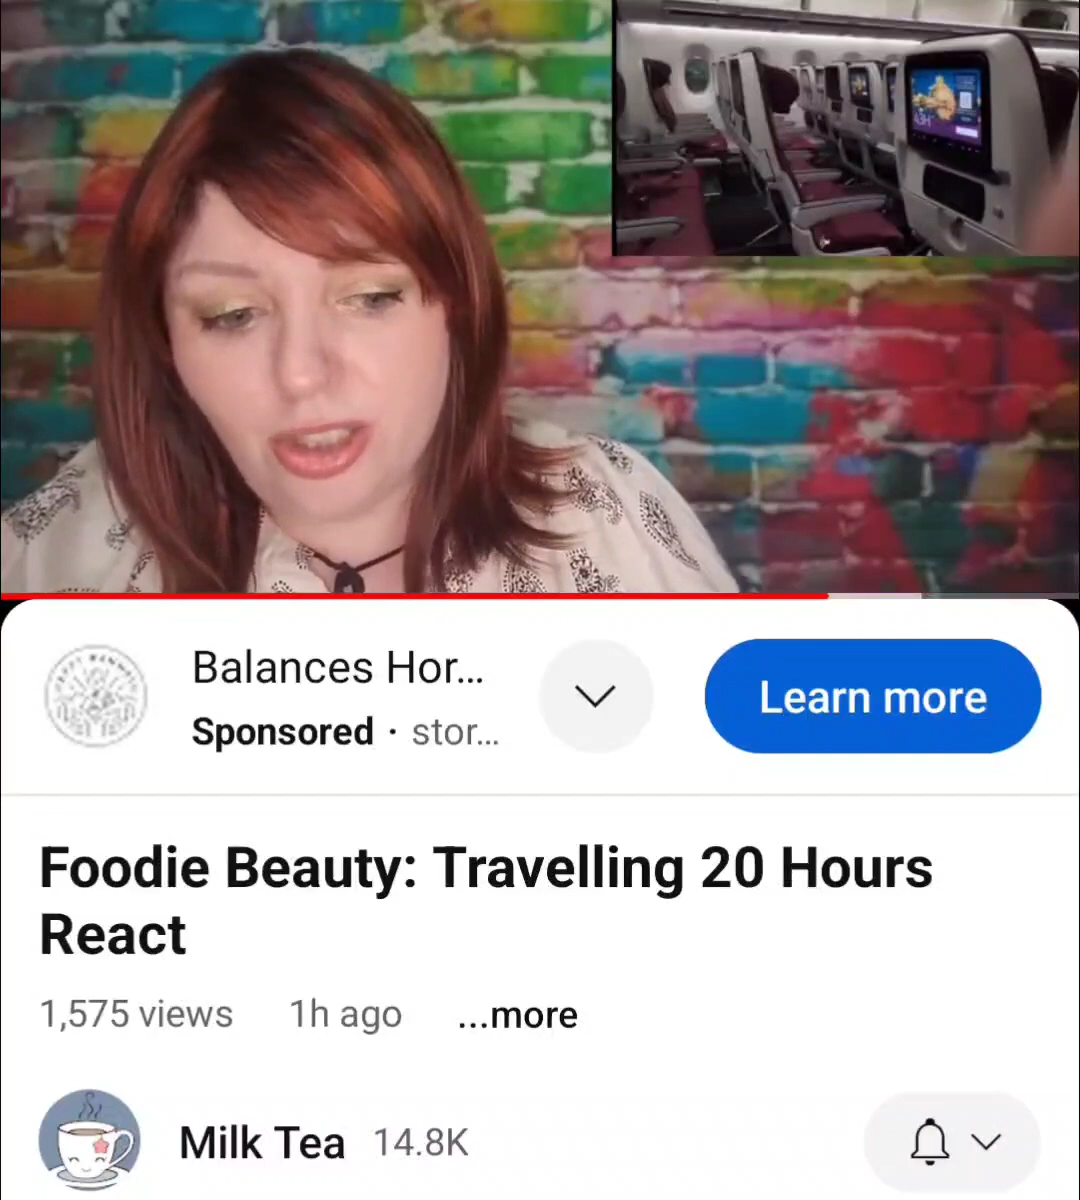 Balances Hor...
Learn more
Sponsored · stor...
Foodie Beauty: Travelling 20 Hours
React
1,575 views 1h ago ...more
Milk Tea 14.8K